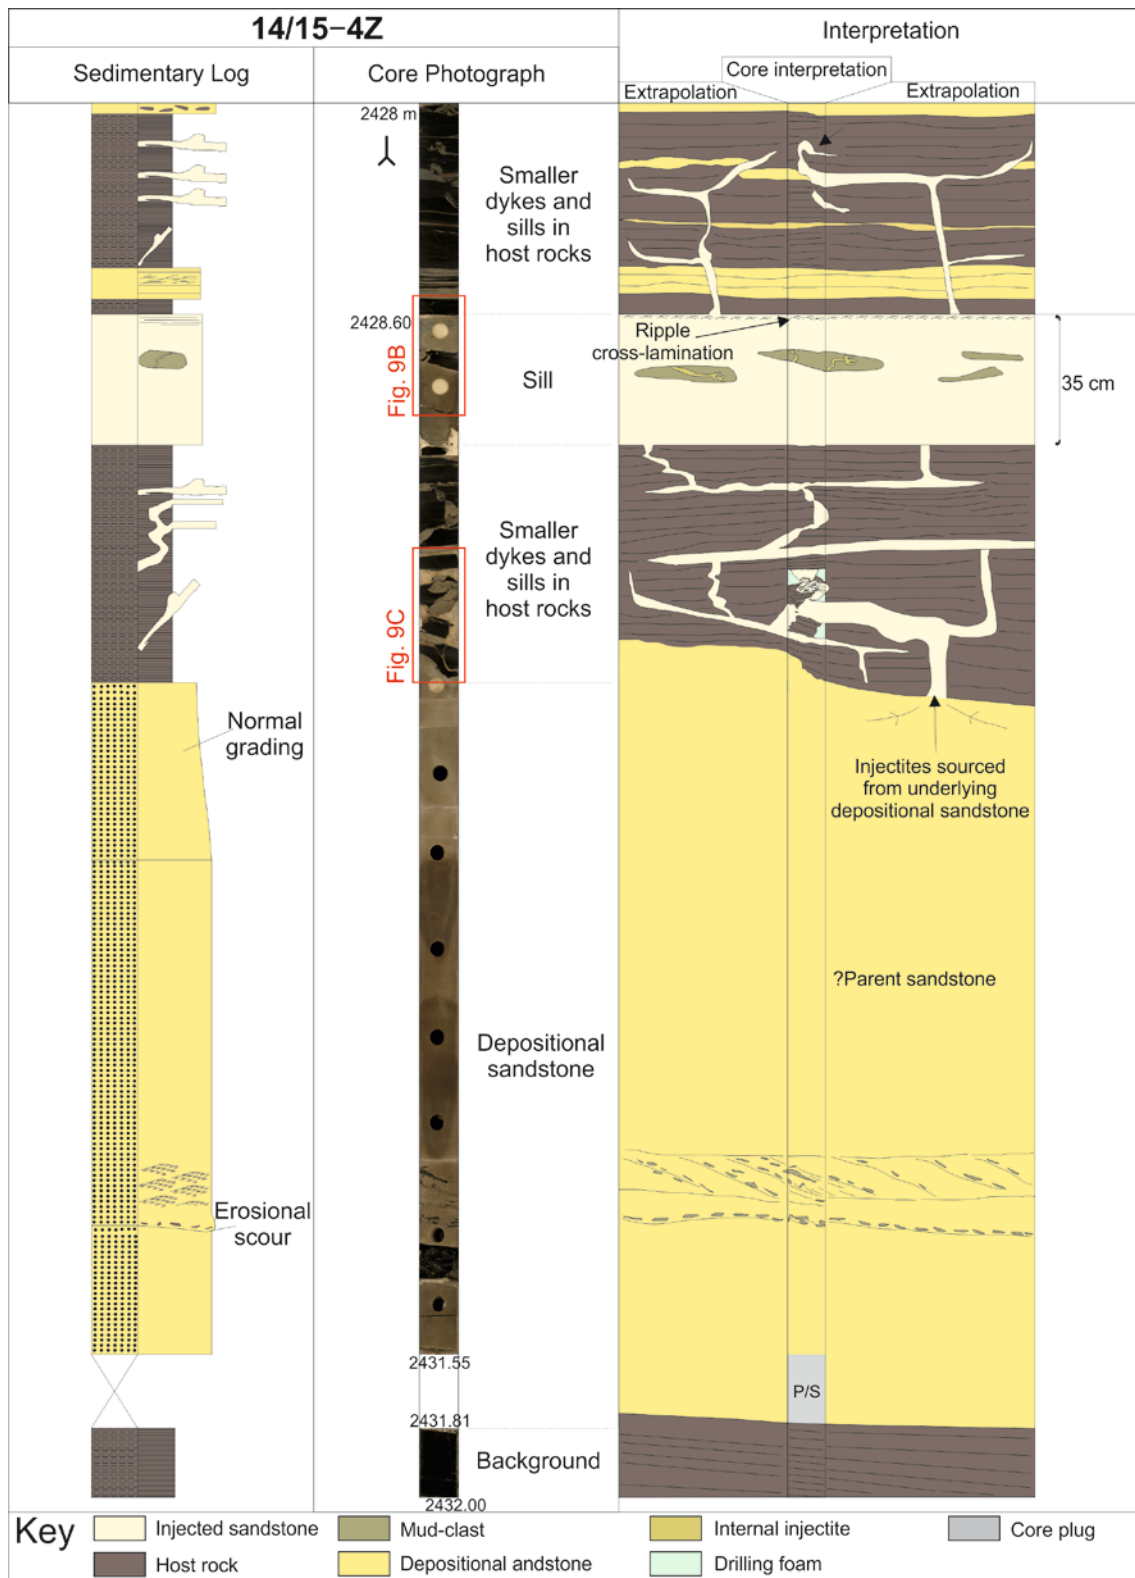 14/15−4Z
Interpretation
Sedimentary Log
Core Photograph
Core interpretation
Extrapolation
Extrapolation
2428 m
Smaller
dykes and
sills in
host rocks
2428.60
Fig. 9B
Ripple
cross-lamination
Sill
35 cm
Smaller
dykes and
sills in
host rocks
Fig. 9C
Normal
grading
Injectites sourced
from underlying
depositional sandstone
?Parent sandstone
Depositional
sandstone
Erosional
scour
2431.55
P/S
2431.81
Background
2432.00
Key
Injected sandstone
Mud-clast
Internal injectite
Core plug
Host rock
Depositional andstone
Drilling foam